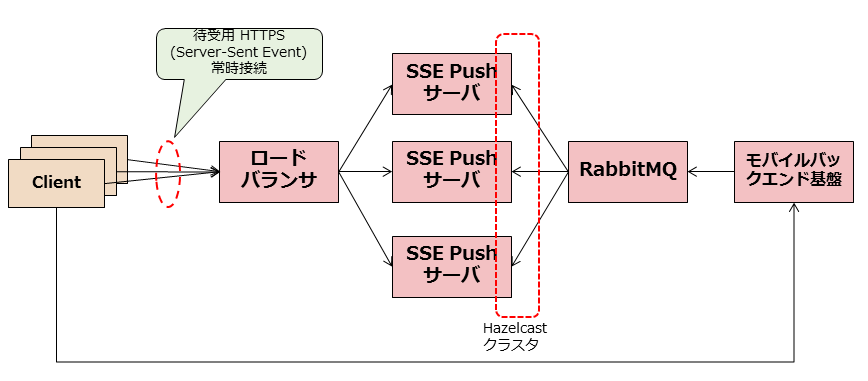 待受用 HTTPS
(Server-Sent Event)
常時接続
SSE Push
サーバ
Client
ロード
バランサ
SSE Push
サーバ
RabbitMQ
モバイルバッ
クエンド基盤
SSE Push
サーバ
Hazelcast
クラスタ